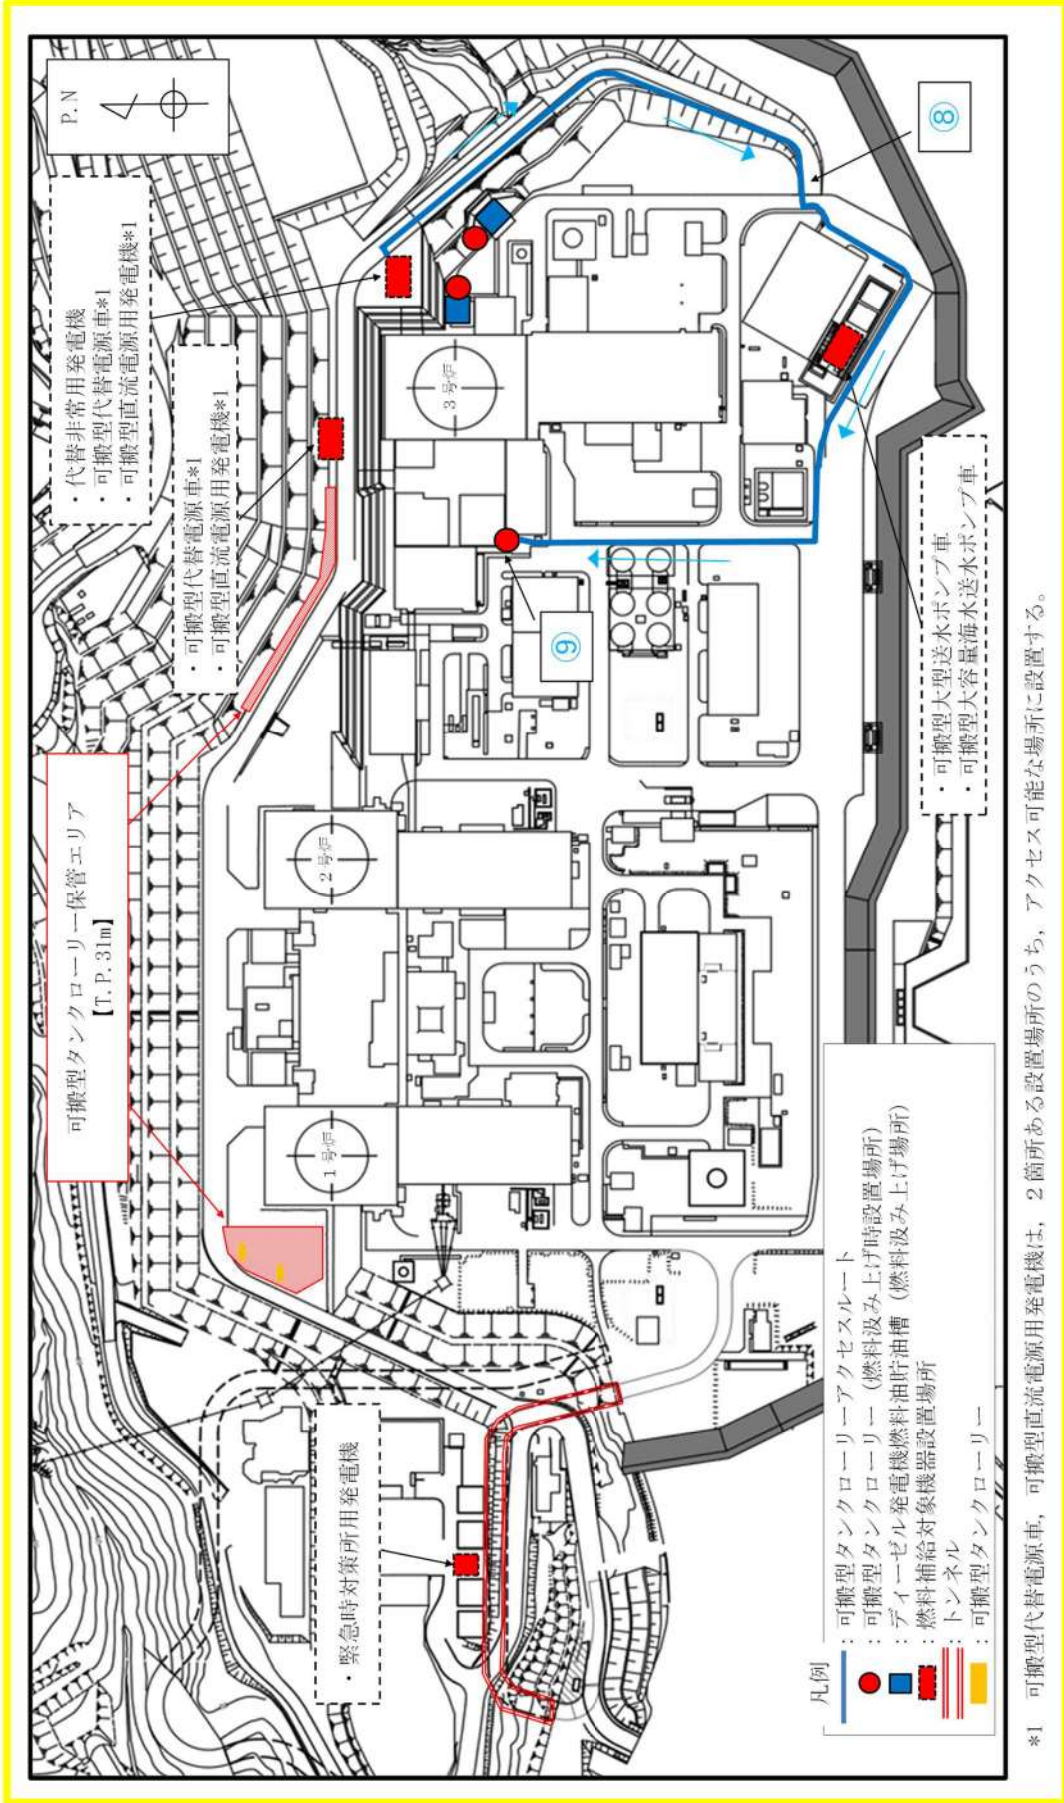 P.N
・代替非常用発電機
・可搬型代替電源車*1
・可搬型直流電源用発電機*1
・可搬型代替電源車*1
・可搬型直流電源用発電機*1
可搬型タンクローリー保管エリア
【T.P.31m】
・緊急時対策所用発電機
1号炉
2号炉
3号炉
⑧
⑨
・可搬型大型送水ポンプ車
・可搬型大容量海水送水ポンプ車
凡例
：可搬型タンクローリーアクセスルート
：可搬型タンクローリー（燃料汲み上げ時設置場所）
：ディーゼル発電機燃料油貯油槽（燃料汲み上げ場所）
：燃料補給対象機器設置場所
：トンネル
：可搬型タンクローリー
*1　可搬型代替電源車，可搬型直流電源用発電機は，2箇所ある設置場所のうち，アクセス可能な場所に設置する。